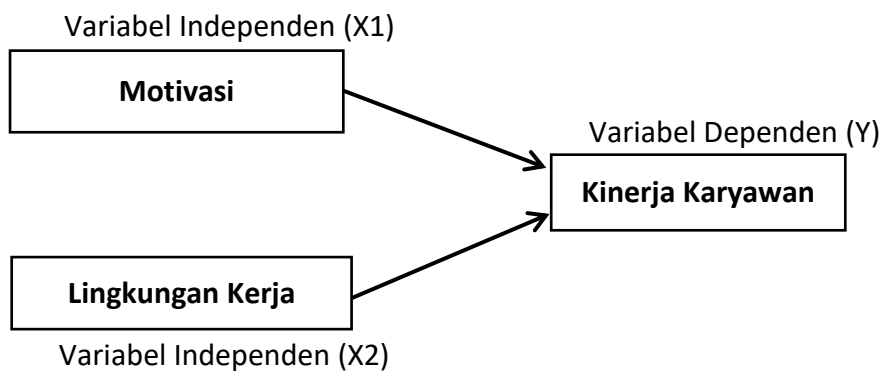 Variabel Independen (X1)
Motivasi
Variabel Dependen (Y)
Kinerja Karyawan
Lingkungan Kerja
Variabel Independen (X2)